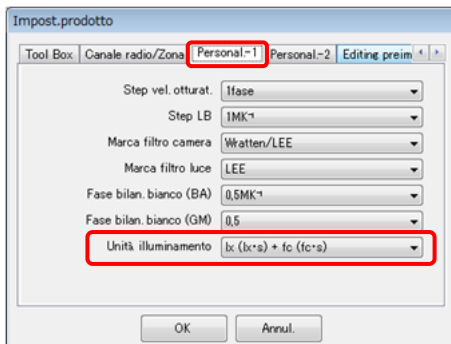 Impost.prodotto
Tool Box Canale radio/Zona Personal.-1 Personal.-2 Editing preim
Step vel. otturat. 1fase
Step LB 1MK⁻¹
Marca filtro camera Wratten/LEE
Marca filtro luce LEE
Fase bilan. bianco (BA) 0,5MK⁻¹
Fase bilan. bianco (GM) 0,5
Unità illuminamento lx (lx·s) + fc (fc·s)
OK Annul.